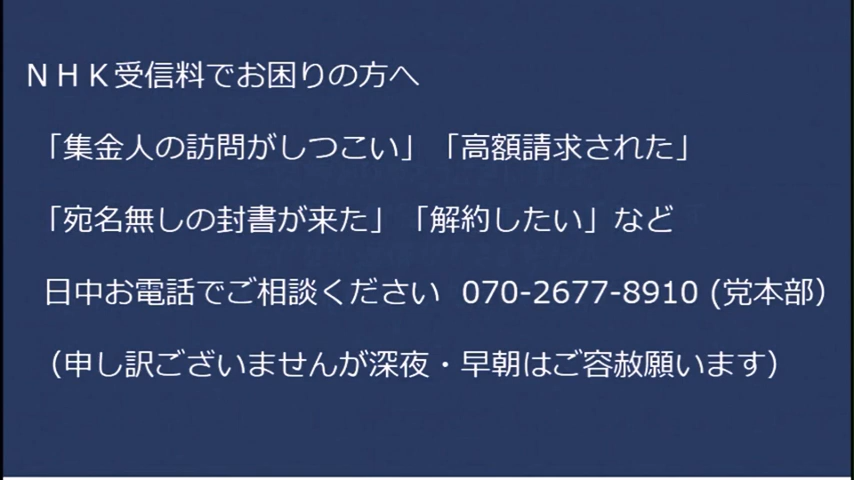 ＮＨＫ受信料でお困りの方へ
「集金人の訪問がしつこい」「高額請求された」
「宛名無しの封書が来た」「解約したい」など
日中お電話でご相談ください 070-2677-8910 (党本部）
（申し訳ございませんが深夜・早朝はご容赦願います）